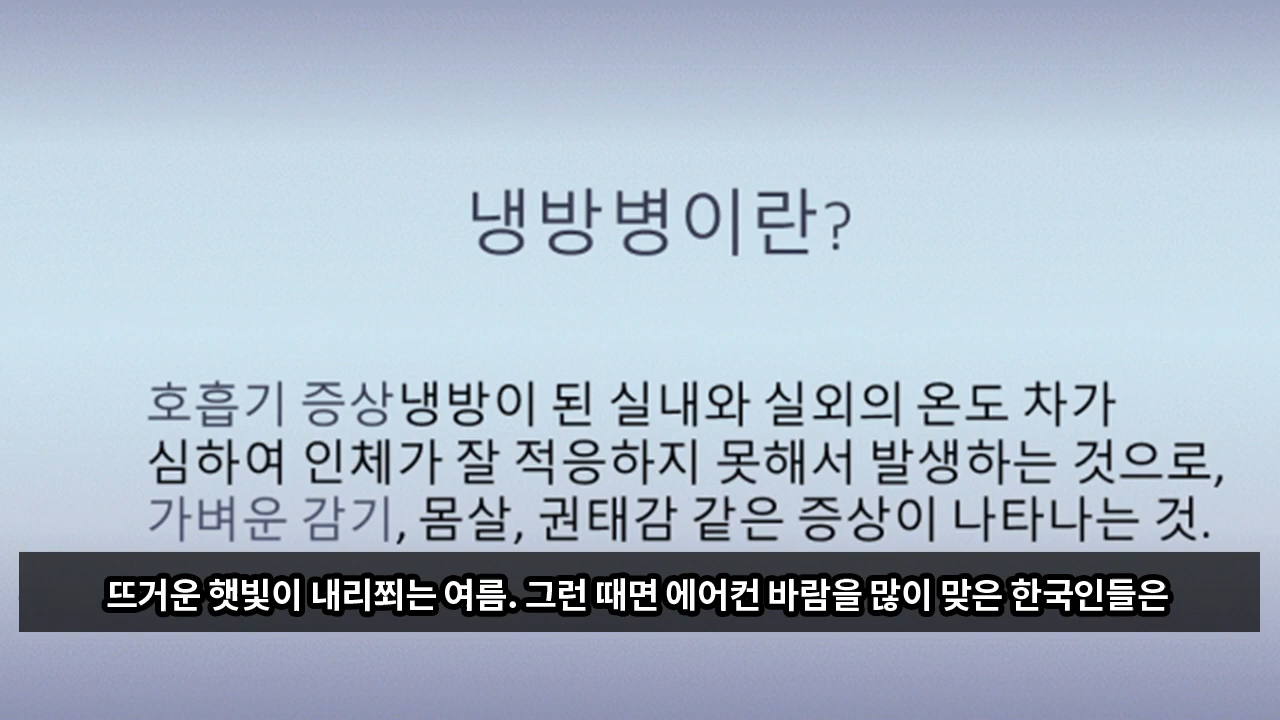 냉방병이란?
호흡기 증상냉방이 된 실내와 실외의 온도 차가
심하여 인체가 잘 적응하지 못해서 발생하는 것으로,
가벼운 감기, 몸살, 권태감 같은 증상이 나타나는 것.
뜨거운 햇빛이 내리쬐는 여름. 그런 때면 에어컨 바람을 많이 맞은 한국인들은